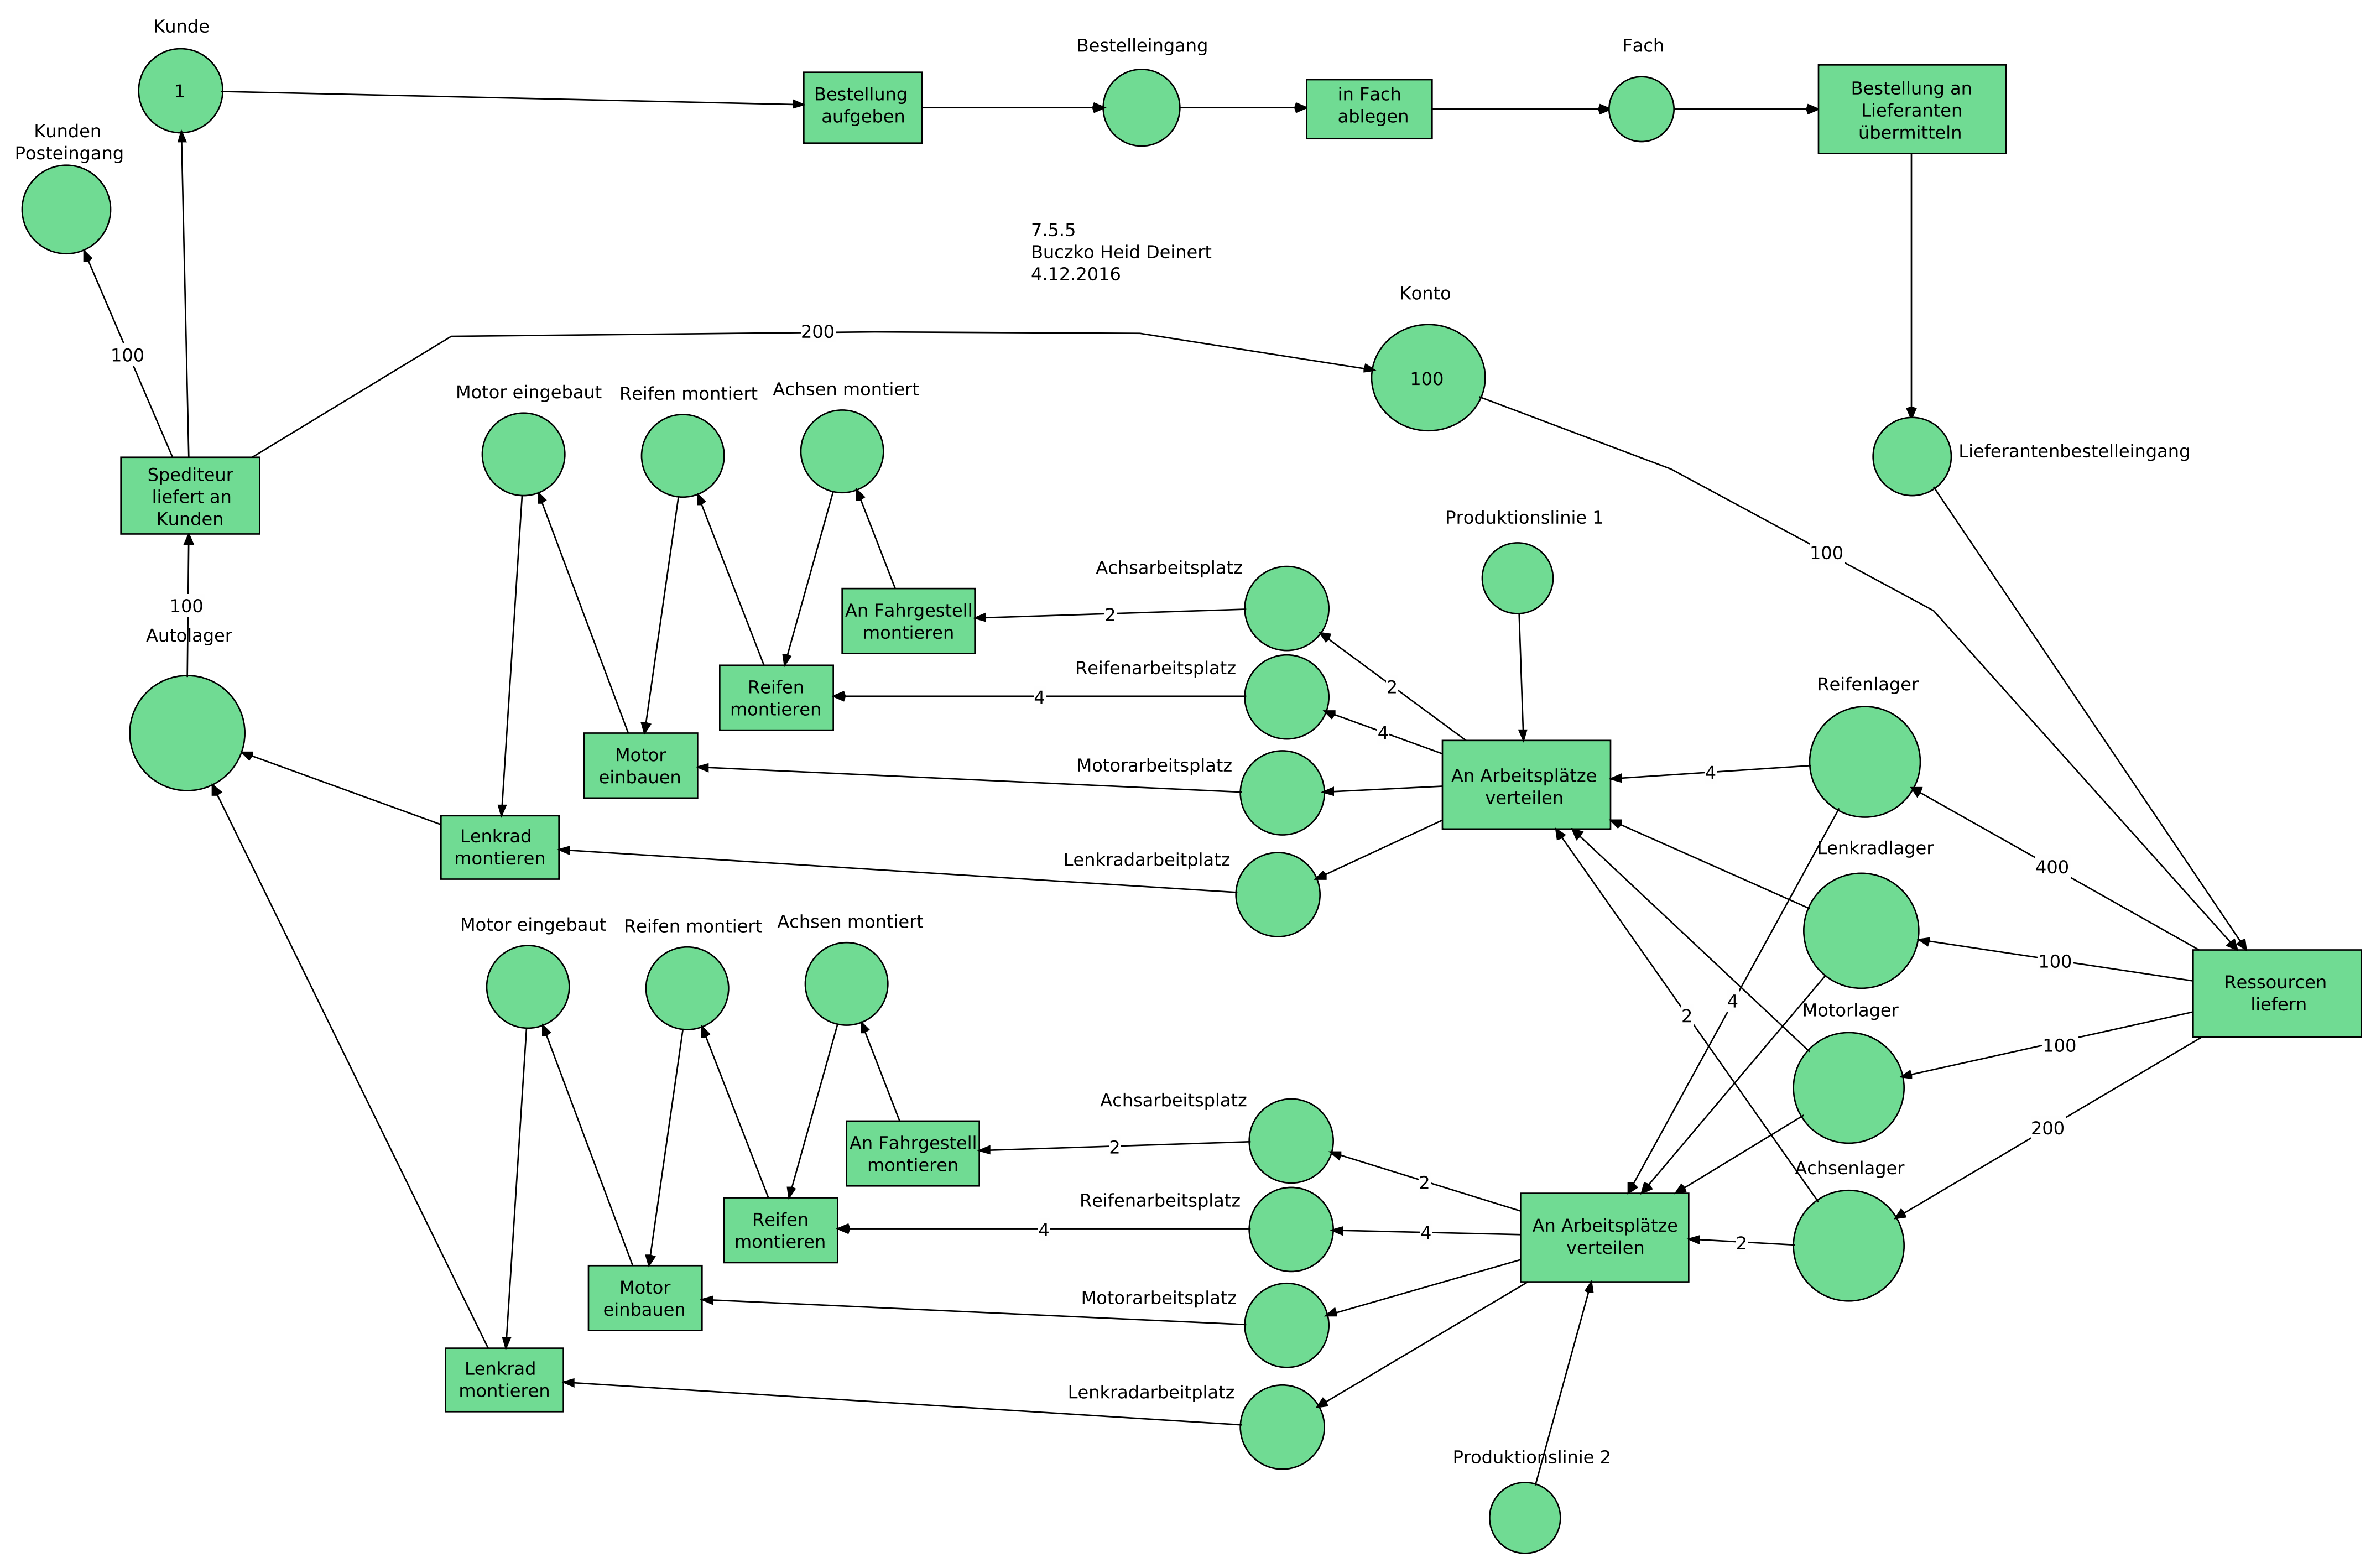 Kunde
1
Kunden
Posteingang
Bestellung
aufgeben
Bestelleingang
in Fach
ablegen
Fach
Bestellung an
Lieferanten
übermitteln
7.5.5
Buczko Heid Deinert
4.12.2016
Konto
100
200
100
100
Lieferantenbestelleingang
Spediteur
liefert an
Kunden
100
Autolager
Motor eingebaut
Reifen montiert
Achsen montiert
Produktionslinie 1
Achsarbeitsplatz
2
An Fahrgestell
montieren
Reifenarbeitsplatz
4
Reifen
montieren
Motorarbeitsplatz
Motor
einbauen
Lenkradarbeitplatz
Lenkrad
montieren
2
4
An Arbeitsplätze
verteilen
Reifenlager
4
Lenkradlager
400
100
Ressourcen
liefern
4
2
Motorlager
100
200
Achsenlager
2
Motor eingebaut
Reifen montiert
Achsen montiert
Achsarbeitsplatz
2
An Fahrgestell
montieren
Reifenarbeitsplatz
4
Reifen
montieren
Motorarbeitsplatz
Motor
einbauen
Lenkradarbeitplatz
Lenkrad
montieren
2
4
An Arbeitsplätze
verteilen
Produktionslinie 2